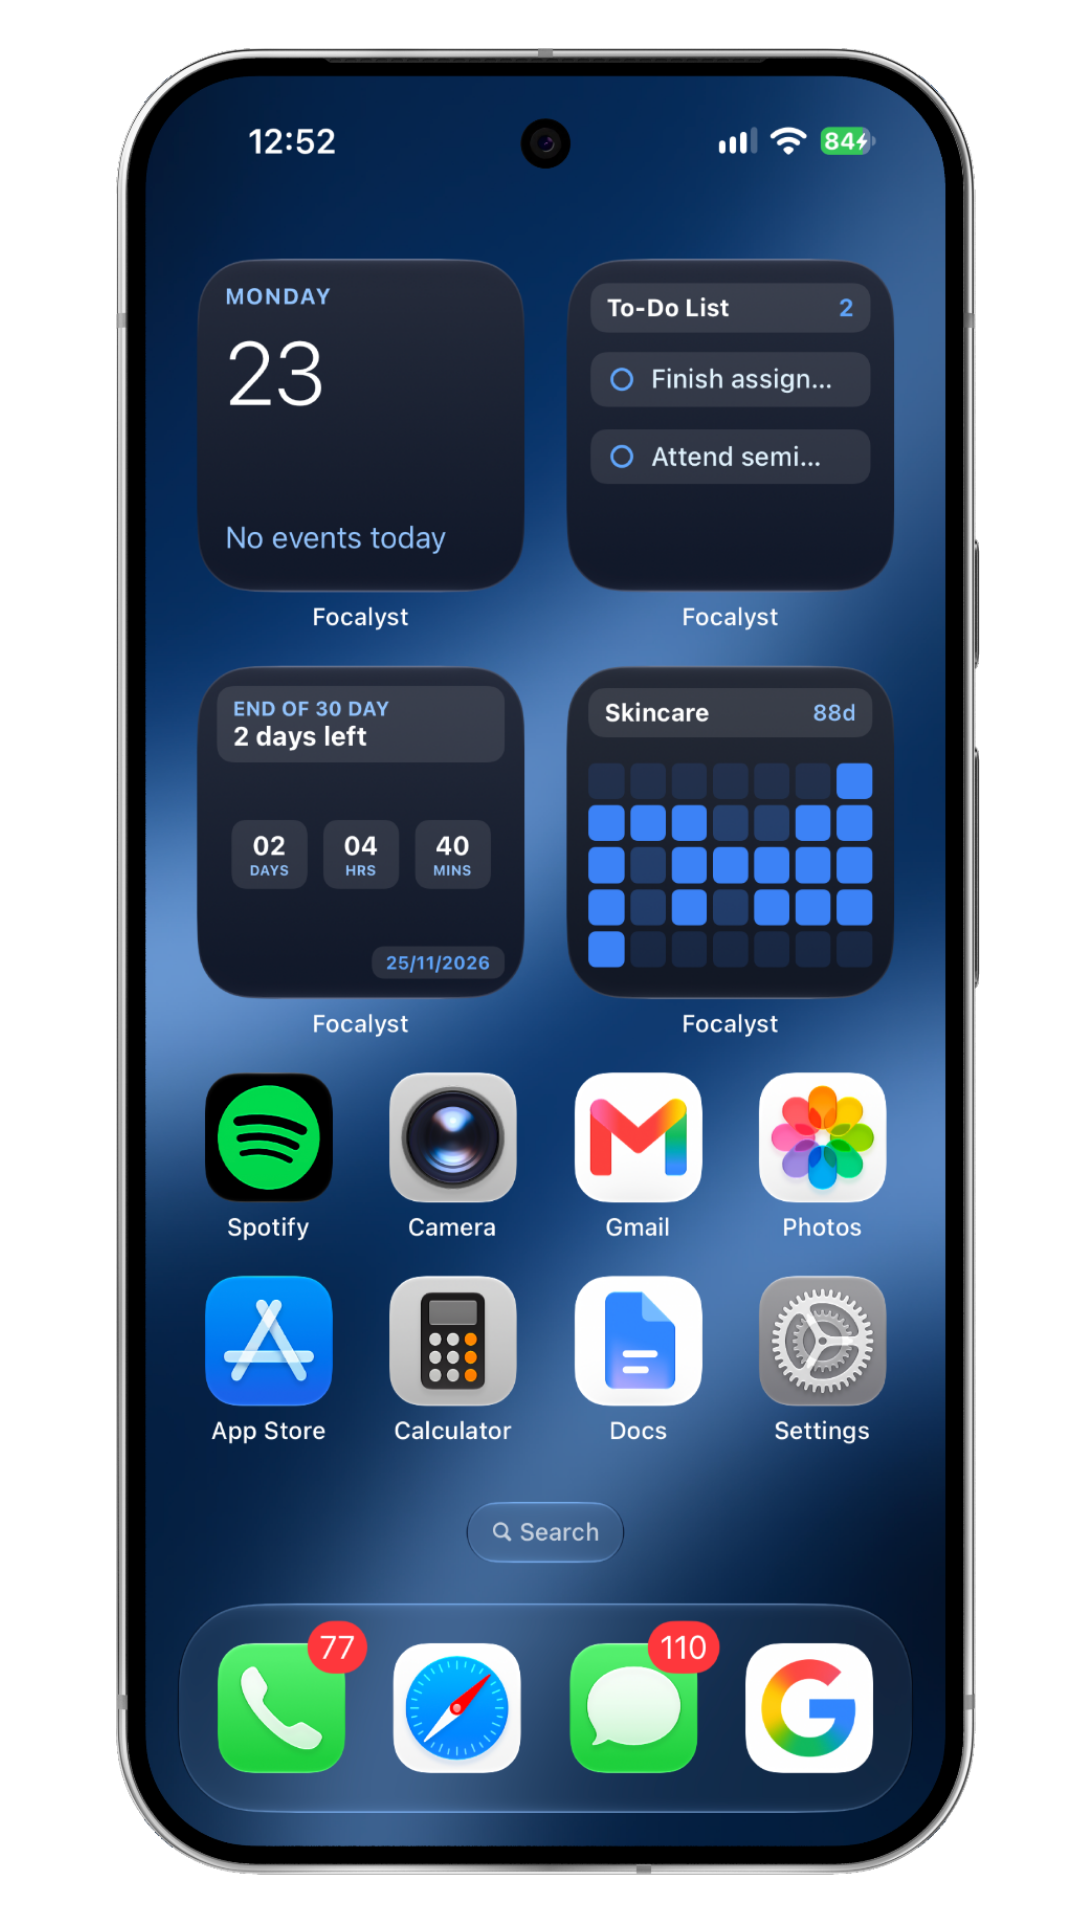 12:52
84
MONDAY
23
No events today
Focalyst
To-Do List 2
Finish assign...
Attend semi...
Focalyst
END OF 30 DAY
2 days left
02 04 40
DAYS HRS MINS
25/11/2026
Focalyst
Skincare 88d
Focalyst
Spotify Camera Gmail Photos
App Store Calculator Docs Settings
Search
77 110